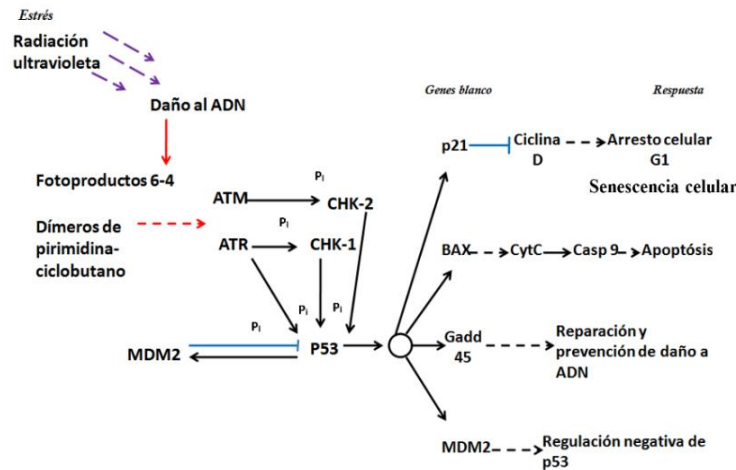 Estrés
Radiación
ultravioleta
Daño al ADN
Fotoproductos 6-4
Dímeros de
pirimidina-
ciclobutano
ATM
Pᵢ
CHK-2
Pᵢ
ATR
CHK-1
Pᵢ
Pᵢ
Pᵢ
MDM2
P53
Genes blanco
Respuesta
p21
Ciclina
D
Arresto celular
G1
Senescencia celular
BAX
CytC
Casp 9
Apoptósis
Gadd
45
Reparación y
prevención de daño a
ADN
MDM2
Regulación negativa de
p53